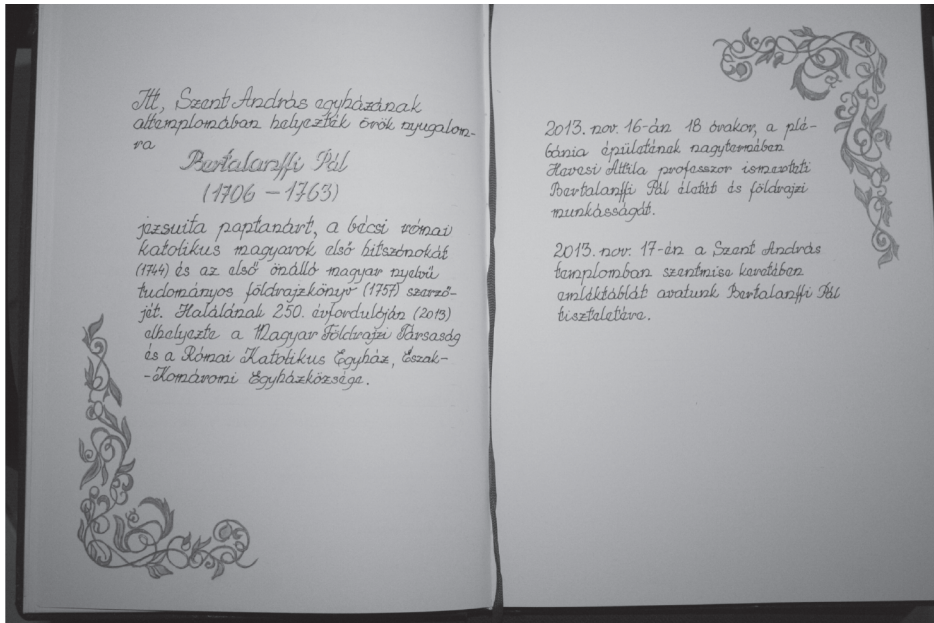 Itt, Szent András egyházának
altemplomában helyezték örök nyugalom-
ra
Bertalanffi Pál
(1706 – 1763)
jezsuita paptanárt, a bécsi római
katolikus magyarok első hitszónokát
(1744) és az első önálló magyar nyelvű
tudományos földrajzkönyv (1757) szerző-
jét. Halálának 250. évfordulóján (2013)
elhelyezte a Magyar Földrajzi Társaság
és a Római Katolikus Egyház, Észak-
-Komáromi Egyházközsége.
2013. nov. 16-án 18 órakor, a plé-
bánia épületének nagytermében
Hevesi Attila professzor ismerteti
Bertalanffi Pál életét és földrajzi
munkásságát.
2013. nov. 17-én a Szent András
templomban szentmise keretében
emléktáblát avatunk Bertalanffi Pál
tiszteletére.